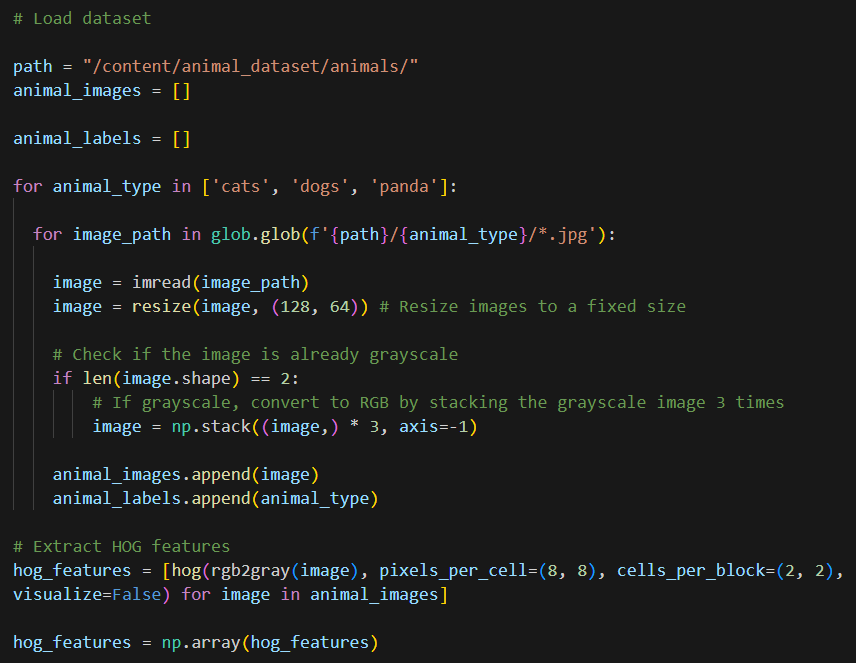 # Load dataset
path = "/content/animal_dataset/animals/"
animal_images = []
animal_labels = []
for animal_type in ['cats', 'dogs', 'panda']:
  for image_path in glob.glob(f'{path}/{animal_type}/*.jpg'):
    image = imread(image_path)
    image = resize(image, (128, 64)) # Resize images to a fixed size
    # Check if the image is already grayscale
    if len(image.shape) == 2:
        # If grayscale, convert to RGB by stacking the grayscale image 3 times
        image = np.stack((image,) * 3, axis=-1)
    animal_images.append(image)
    animal_labels.append(animal_type)
# Extract HOG features
hog_features = [hog(rgb2gray(image), pixels_per_cell=(8, 8), cells_per_block=(2, 2),
visualize=False) for image in animal_images]
hog_features = np.array(hog_features)